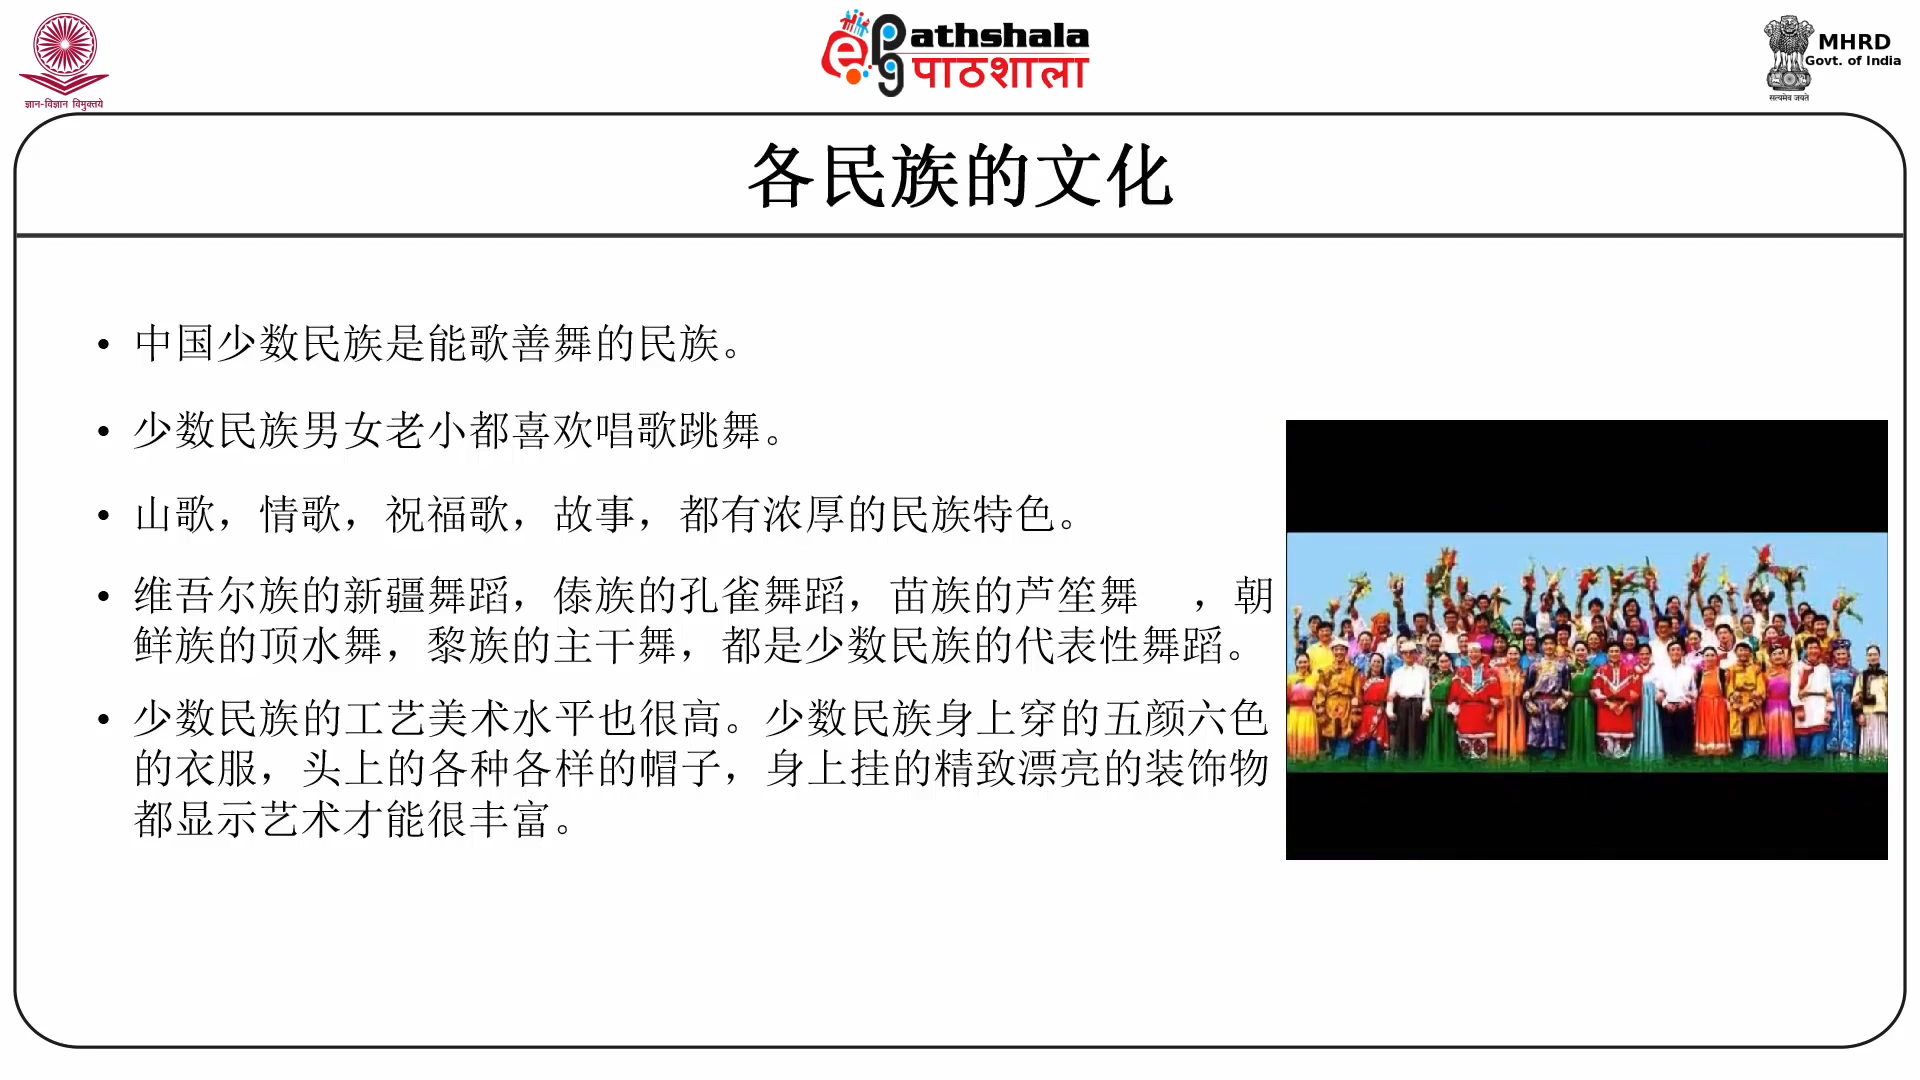 ज्ञान-विज्ञान विमुक्तये
ePG Pathshala
पाठशाला
MHRD
Govt. of India
सत्यमेव जयते
各民族的文化
• 中国少数民族是能歌善舞的民族。
• 少数民族男女老小都喜欢唱歌跳舞。
• 山歌，情歌，祝福歌，故事，都有浓厚的民族特色。
• 维吾尔族的新疆舞蹈，傣族的孔雀舞蹈，苗族的芦笙舞 ，朝
鲜族的顶水舞，黎族的主干舞，都是少数民族的代表性舞蹈。
• 少数民族的工艺美术水平也很高。少数民族身上穿的五颜六色
的衣服，头上的各种各样的帽子，身上挂的精致漂亮的装饰物
都显示艺术才能很丰富。